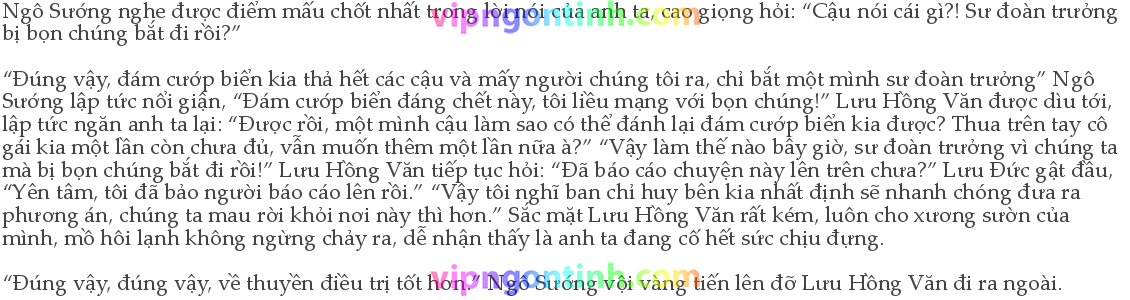 Ngô Sướng nghe được điểm mấu chốt nhất trong lời nói của anh ta, cao giọng hỏi: “Cậu nói cái gì?! Sư đoàn trưởng
vipngontinh.com
bị bọn chúng bắt đi rồi?”
“Đúng vậy, đám cướp biển kia thả hết các cậu và mấy người chúng tôi ra, chỉ bắt một mình sư đoàn trưởng” Ngô
Sướng lập tức nổi giận, “Đám cướp biển đáng chết này, tôi liều mạng với bọn chúng!” Lưu Hồng Văn được dìu tới,
lập tức ngăn anh ta lại: “Được rồi, một mình cậu làm sao có thể đánh lại đám cướp biển kia được? Thua trên tay cô
gái kia một lần còn chưa đủ, vẫn muốn thêm một lần nữa à?” “Vậy làm thế nào bây giờ, sư đoàn trưởng vì chúng ta
mà bị bọn chúng bắt đi rồi!” Lưu Hồng Văn tiếp tục hỏi: “Đã báo cáo chuyện này lên trên chưa?” Lưu Đức gật đầu,
“Yên tâm, tôi đã bảo người báo cáo lên rồi.” “Vậy tôi nghĩ ban chỉ huy bên kia nhất định sẽ nhanh chóng đưa ra
phương án, chúng ta mau rời khỏi nơi này thì hơn.” Sắc mặt Lưu Hồng Văn rất kém, luôn cho xương sườn của
mình, mồ hôi lạnh không ngừng chảy ra, dễ nhận thấy là anh ta đang cố hết sức chịu đựng.
“Đúng vậy, đúng vậy, về thuyền điều trị tốt hơn.” Ngô Sướng vội vàng tiến lên đỡ Lưu Hồng Văn đi ra ngoài.
vipngontinh.com